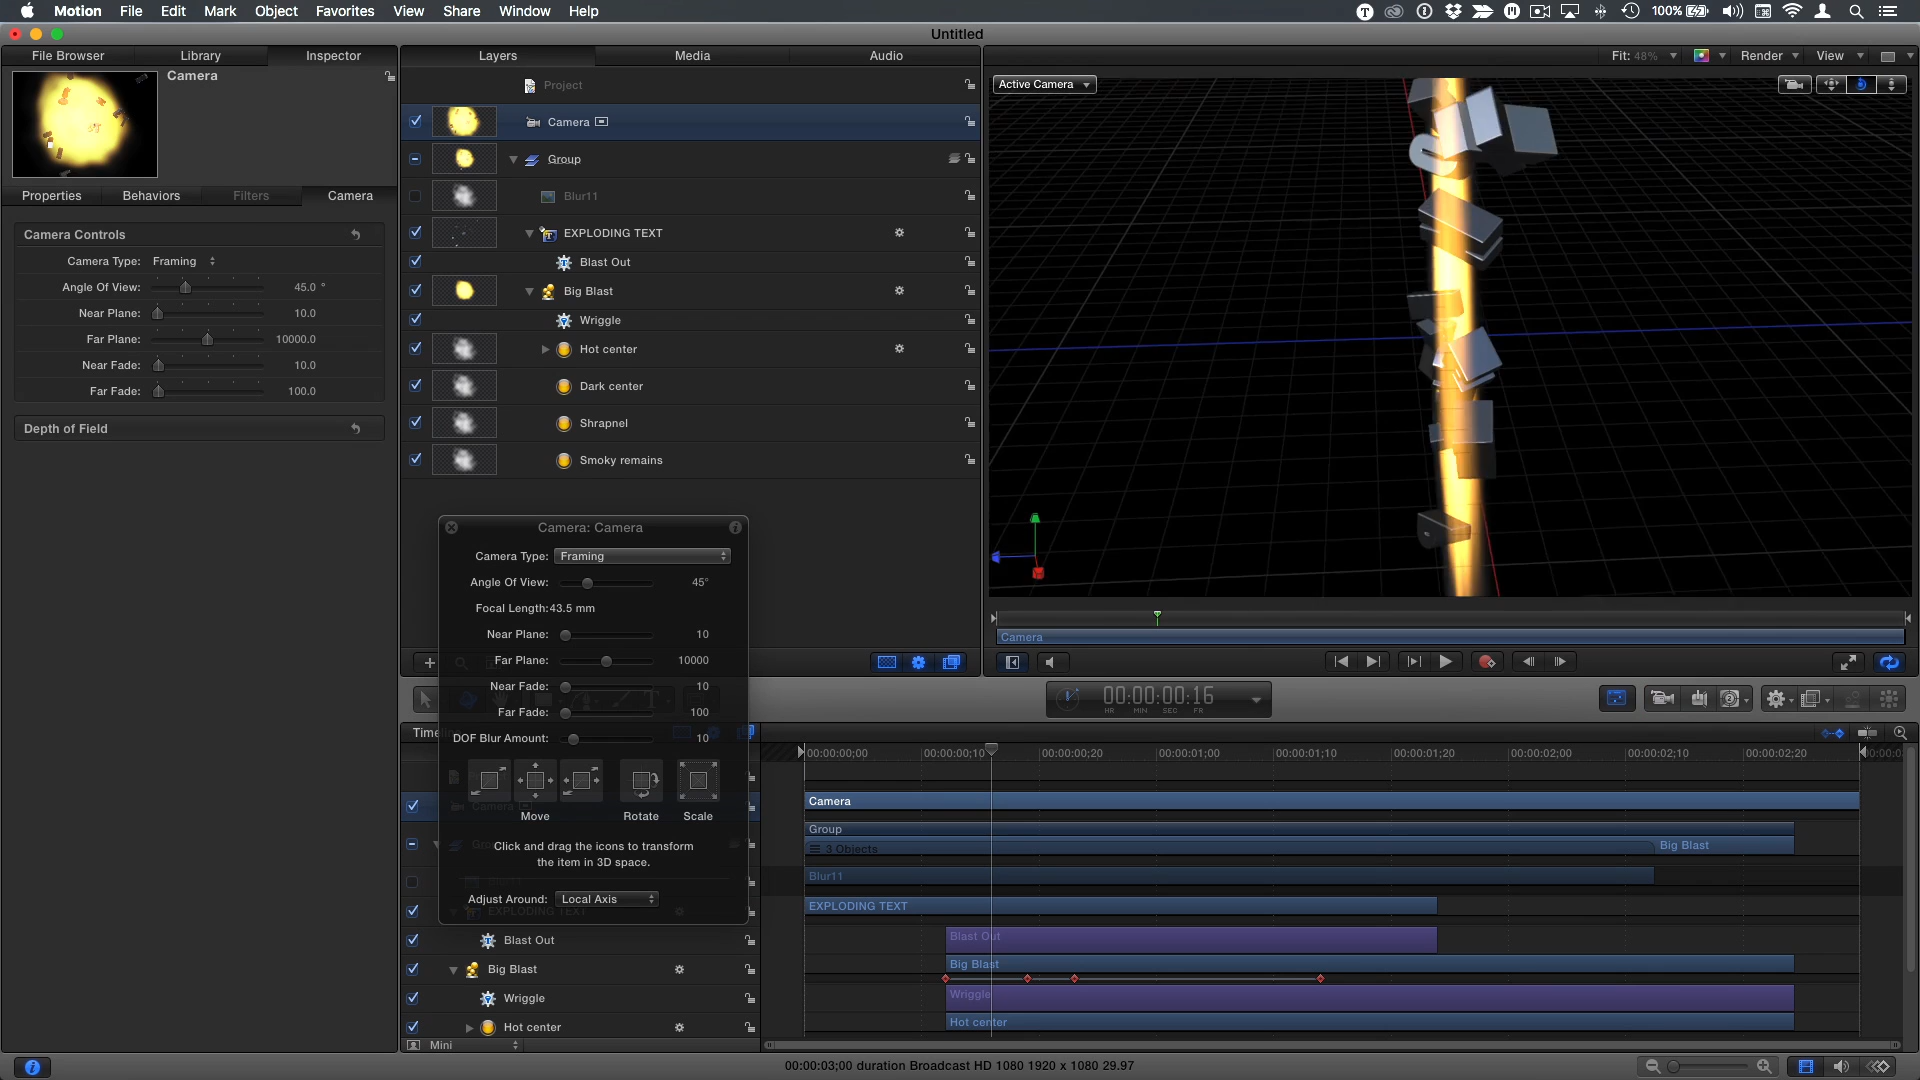 Motion File Edit Mark Object Favorites View Share Window Help 100%
Untitled
File Browser Library Inspector Layers Media Audio Fit: 48% Render View
Camera
Project
Active Camera
Camera
Group
Properties Behaviors Filters Camera
Blur11
Camera Controls
EXPLODING TEXT
Camera Type: Framing
Blast Out
Angle Of View: 45.0 °
Big Blast
Near Plane: 10.0
Wriggle
Far Plane: 10000.0
Hot center
Near Fade: 10.0
Dark center
Far Fade: 100.0
Shrapnel
Depth of Field
Smoky remains
Camera: Camera
Camera Type: Framing
Angle Of View: 45°
Focal Length: 43.5 mm
Near Plane: 10
Far Plane: 10000
Near Fade: 10
Far Fade: 100
DOF Blur Amount: 10
Move Rotate Scale
Click and drag the icons to transform
the item in 3D space.
Adjust Around: Local Axis
Camera
00:00:00:16
HR MIN SEC FR
00:00:00;00 00:00:00;10 00:00:00;20 00:00:01;00 00:00:01;10 00:00:01;20 00:00:02;00 00:00:02;10 00:00:02;20
Camera
Camera
Group
3 Objects
Big Blast
Blur11
EXPLODING TEXT
EXPLODING TEXT
Blast Out
Blast Out
Big Blast
Big Blast
Wriggle
Wriggle
Hot center
Hot center
Mini
00:00:03;00 duration Broadcast HD 1080 1920 x 1080 29.97